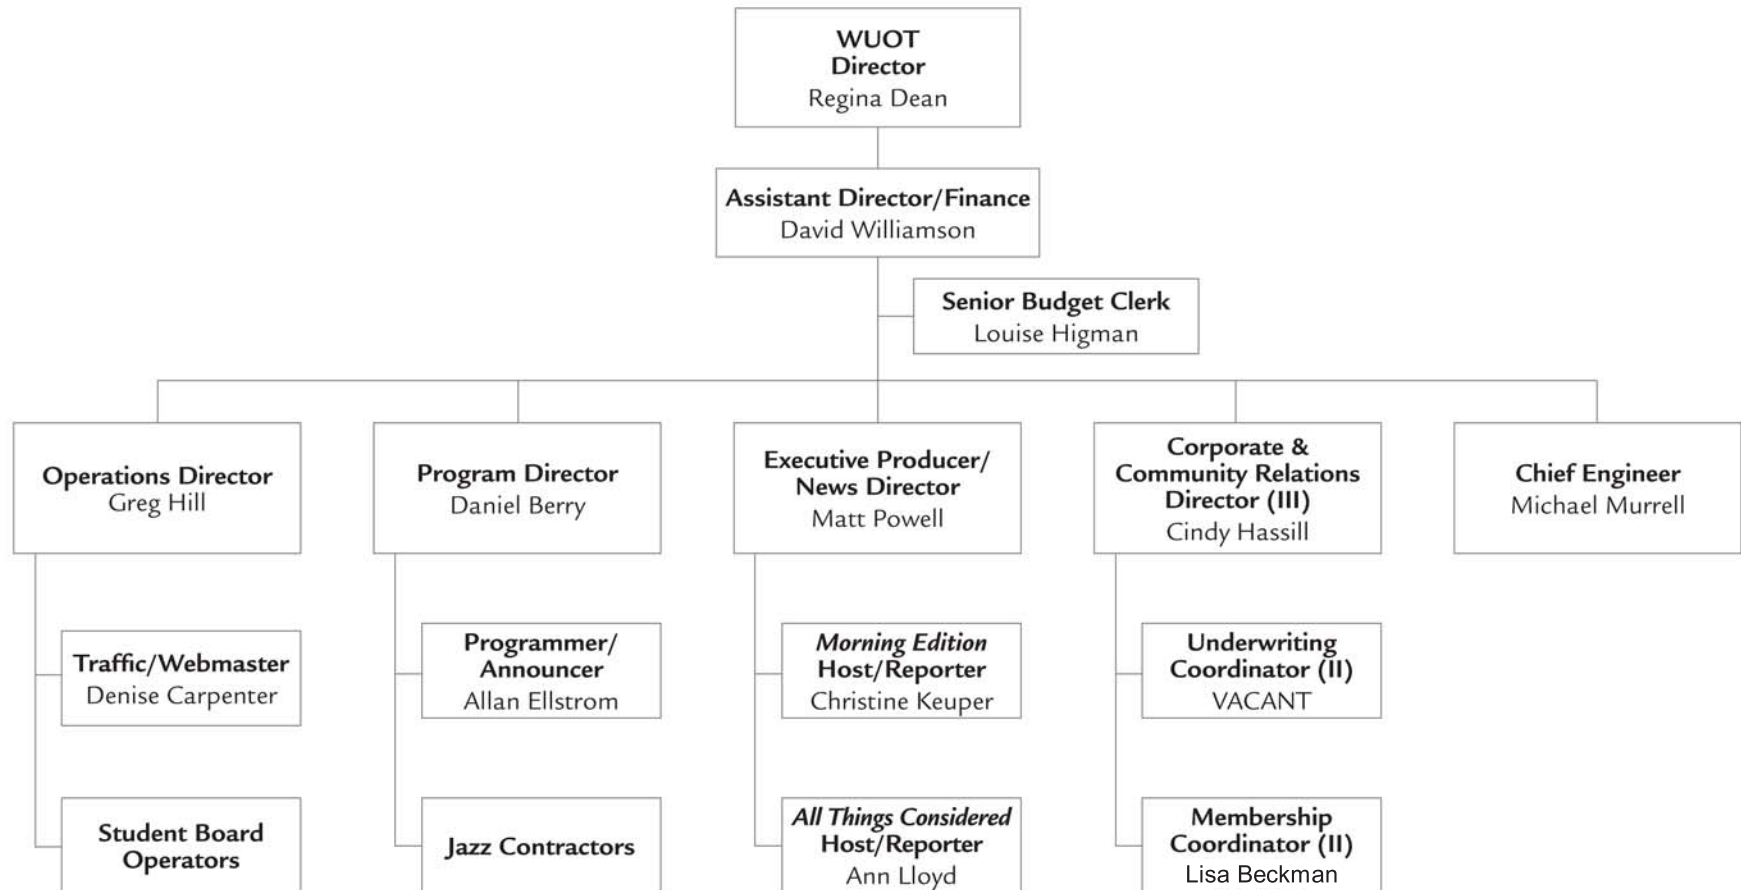 WUOT
Director
Regina Dean
Assistant Director/Finance
David Williamson
Senior Budget Clerk
Louise Higman
Operations Director
Greg Hill
Program Director
Daniel Berry
Executive Producer/
News Director
Matt Powell
Corporate &
Community Relations
Director (III)
Cindy Hassill
Chief Engineer
Michael Murrell
Traffic/Webmaster
Denise Carpenter
Programmer/
Announcer
Allan Ellstrom
Morning Edition
Host/Reporter
Christine Keuper
Underwriting
Coordinator (II)
VACANT
Student Board
Operators
Jazz Contractors
All Things Considered
Host/Reporter
Ann Lloyd
Membership
Coordinator (II)
Lisa Beckman